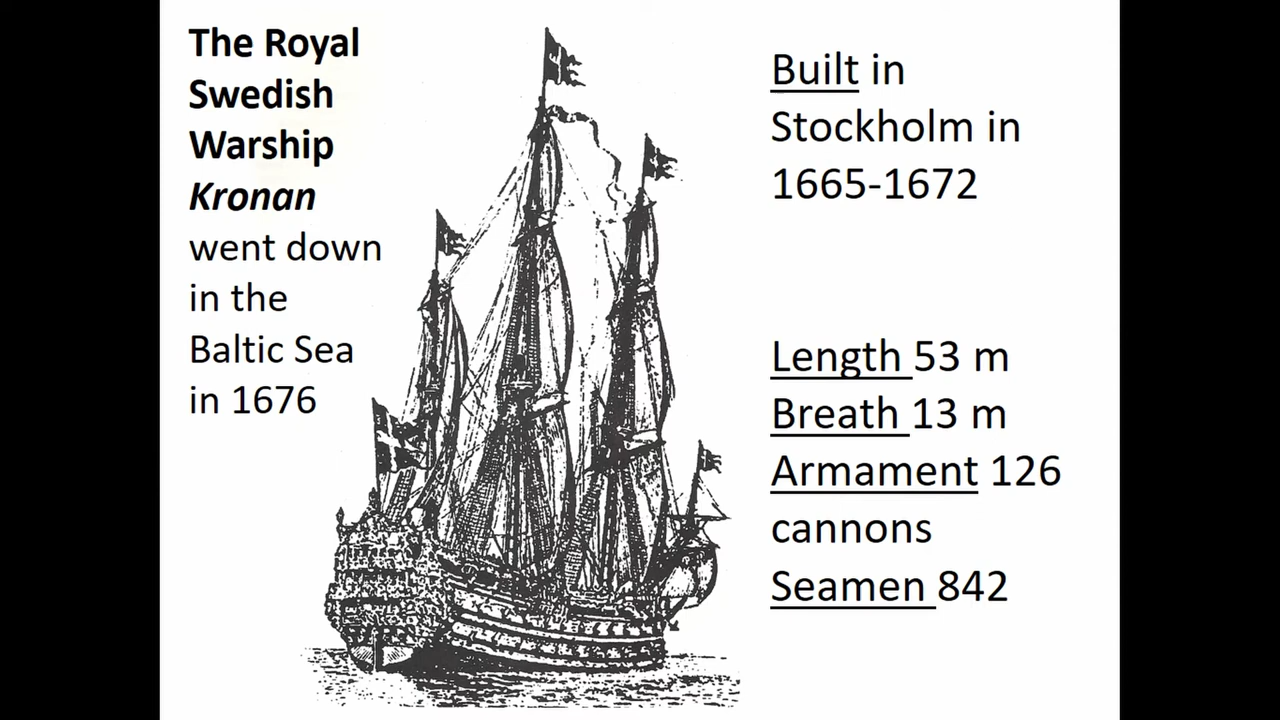 The Royal
Swedish
Warship
Kronan
went down
in the
Baltic Sea
in 1676
Built in
Stockholm in
1665-1672
Length 53 m
Breath 13 m
Armament 126
cannons
Seamen 842